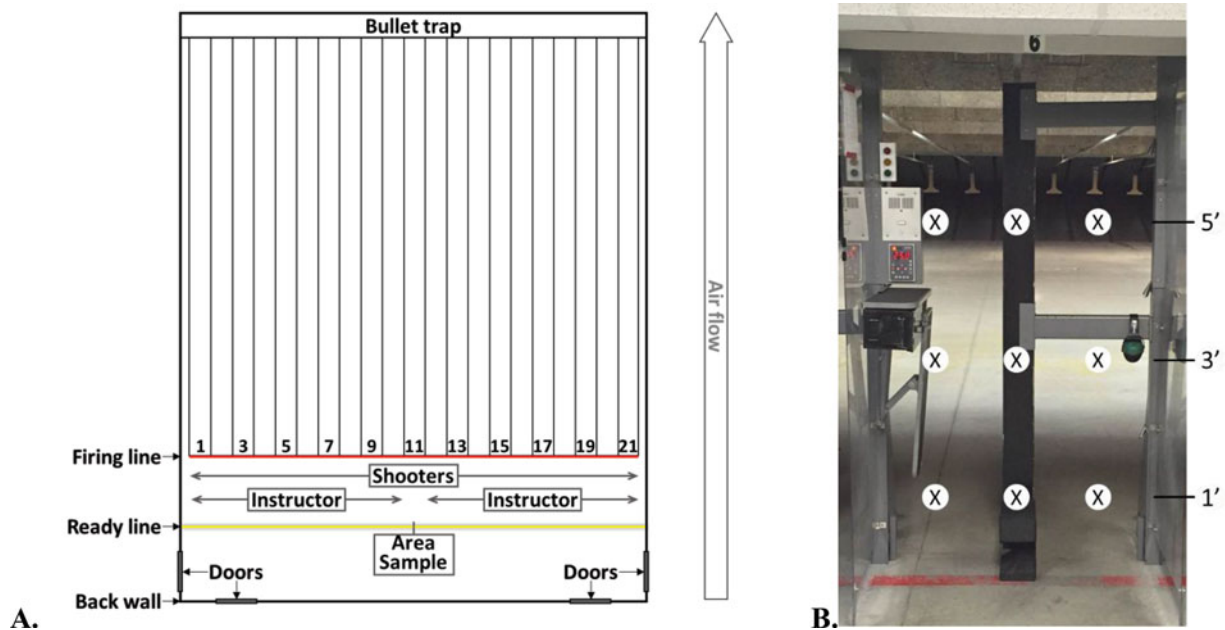 Bullet trap
Air flow
1 3 5 7 9 11 13 15 17 19 21
Firing line
Shooters
Instructor Instructor
Ready line
Area
Sample
Doors Doors
Back wall
A.
6
X X X 5’
X X X 3’
X X X 1’
B.